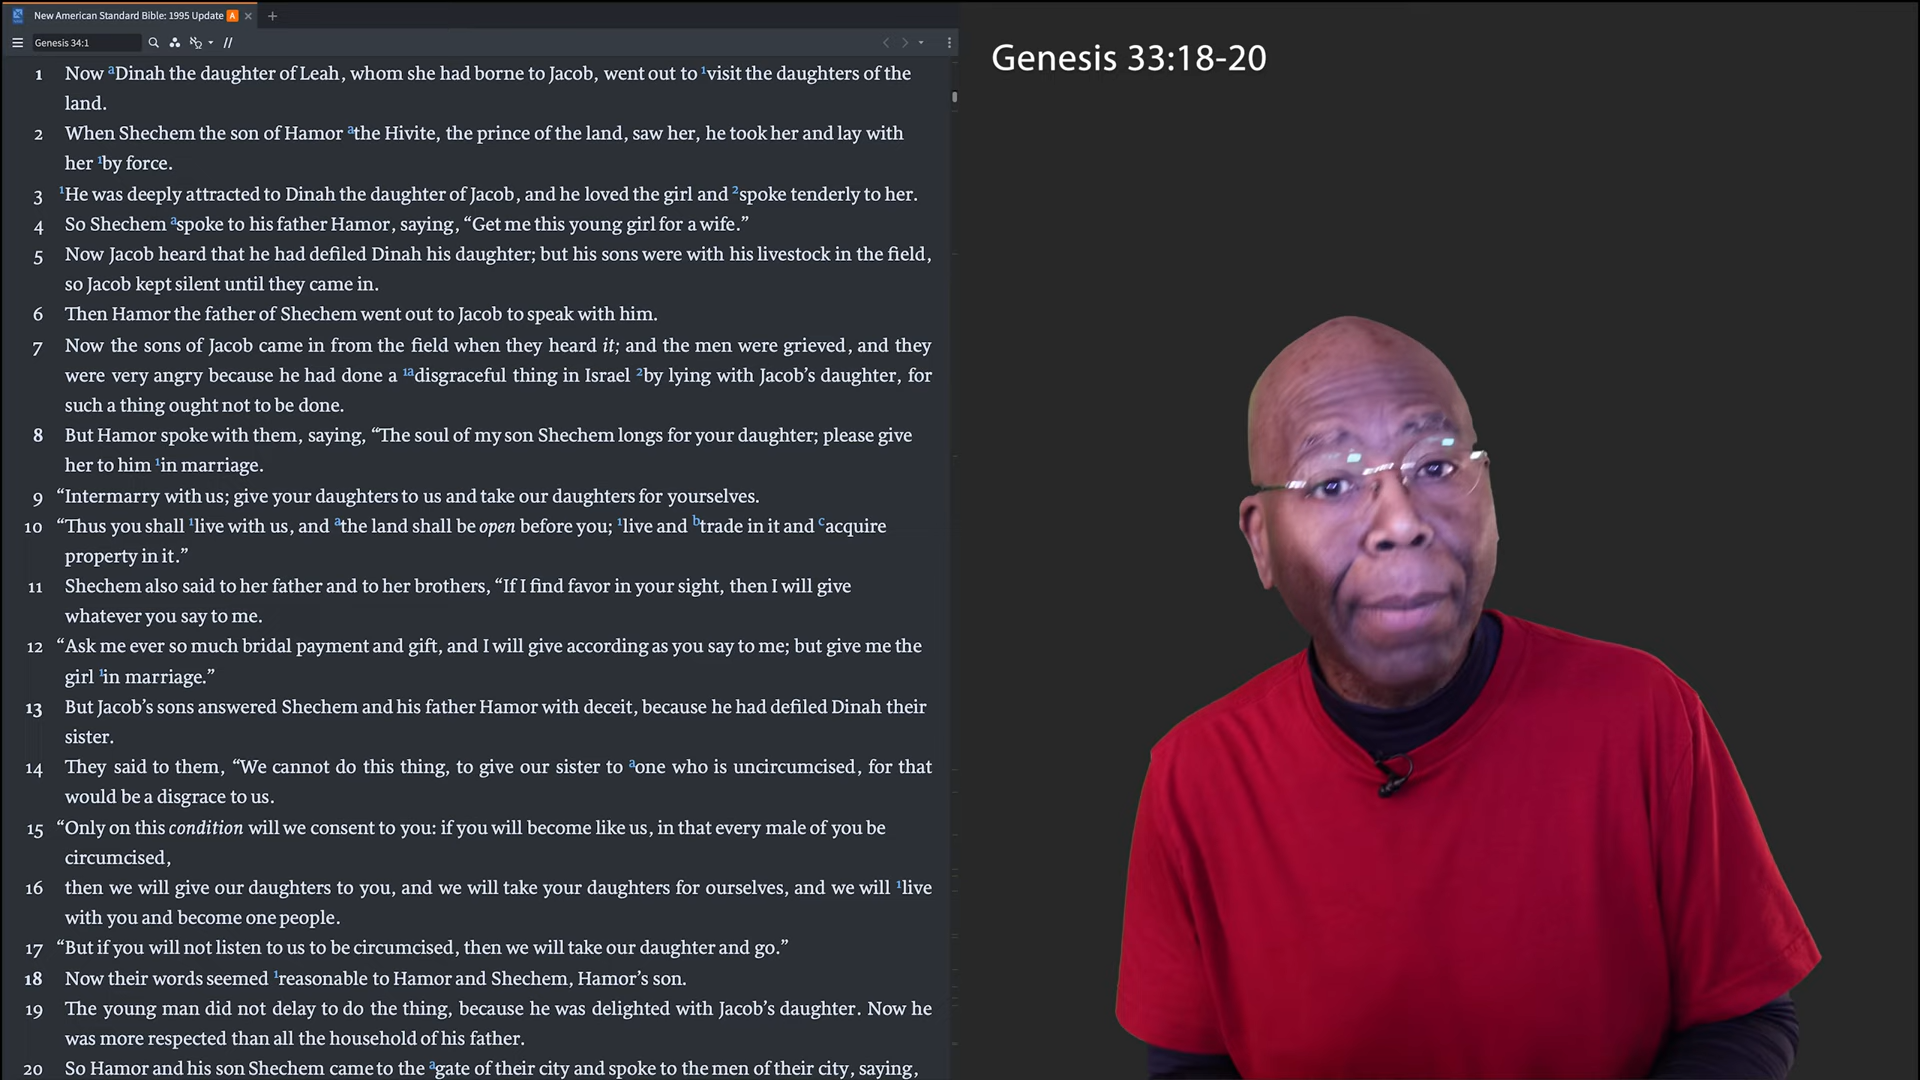 New American Standard Bible: 1995 Update A
Genesis 34:1
Genesis 33:18-20
1 Now aDinah the daughter of Leah, whom she had borne to Jacob, went out to 1visit the daughters of the
land.
2 When Shechem the son of Hamor athe Hivite, the prince of the land, saw her, he took her and lay with
her 1by force.
3 1He was deeply attracted to Dinah the daughter of Jacob, and he loved the girl and 2spoke tenderly to her.
4 So Shechem aspoke to his father Hamor, saying, “Get me this young girl for a wife.”
5 Now Jacob heard that he had defiled Dinah his daughter; but his sons were with his livestock in the field,
so Jacob kept silent until they came in.
6 Then Hamor the father of Shechem went out to Jacob to speak with him.
7 Now the sons of Jacob came in from the field when they heard it; and the men were grieved, and they
were very angry because he had done a 1adisgraceful thing in Israel 2by lying with Jacob’s daughter, for
such a thing ought not to be done.
8 But Hamor spoke with them, saying, “The soul of my son Shechem longs for your daughter; please give
her to him 1in marriage.
9 “Intermarry with us; give your daughters to us and take our daughters for yourselves.
10 “Thus you shall 1live with us, and athe land shall be open before you; 1live and btrade in it and cacquire
property in it.”
11 Shechem also said to her father and to her brothers, “If I find favor in your sight, then I will give
whatever you say to me.
12 “Ask me ever so much bridal payment and gift, and I will give according as you say to me; but give me the
girl 1in marriage.”
13 But Jacob’s sons answered Shechem and his father Hamor with deceit, because he had defiled Dinah their
sister.
14 They said to them, “We cannot do this thing, to give our sister to aone who is uncircumcised, for that
would be a disgrace to us.
15 “Only on this condition will we consent to you: if you will become like us, in that every male of you be
circumcised,
16 then we will give our daughters to you, and we will take your daughters for ourselves, and we will 1live
with you and become one people.
17 “But if you will not listen to us to be circumcised, then we will take our daughter and go.”
18 Now their words seemed 1reasonable to Hamor and Shechem, Hamor’s son.
19 The young man did not delay to do the thing, because he was delighted with Jacob’s daughter. Now he
was more respected than all the household of his father.
20 So Hamor and his son Shechem came to the agate of their city and spoke to the men of their city, saying,